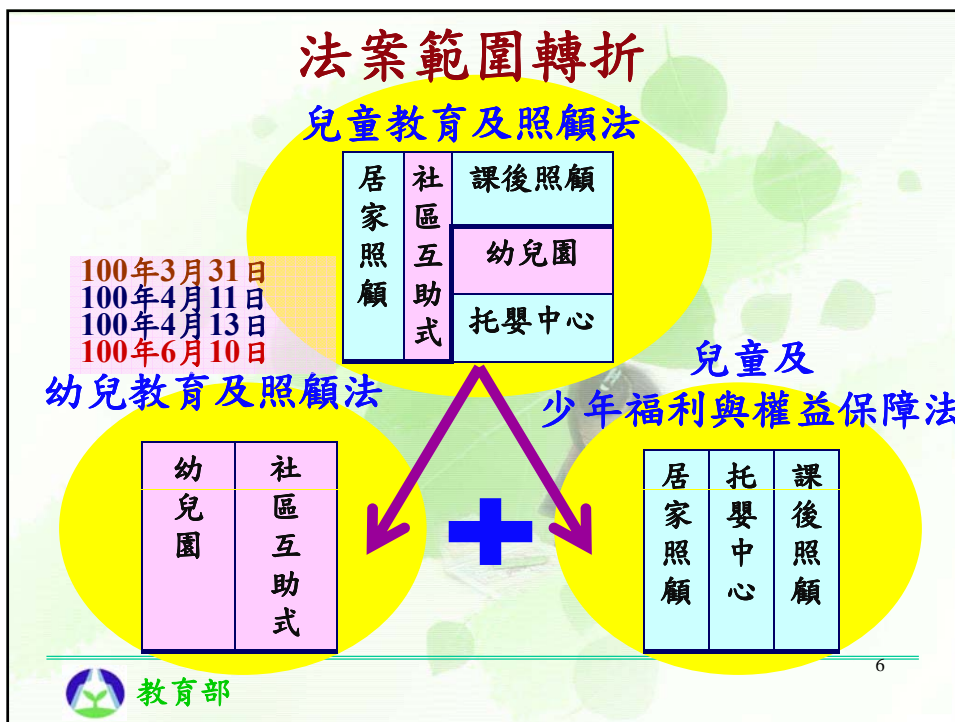 法案範圍轉折
兒童教育及照顧法
居家照顧
社區互助式
課後照顧
幼兒園
托嬰中心
100年3月31日
100年4月11日
100年4月13日
100年6月10日
幼兒教育及照顧法
兒童及
少年福利與權益保障法
幼兒園
社區互助式
居家照顧
托嬰中心
課後照顧
6
教育部